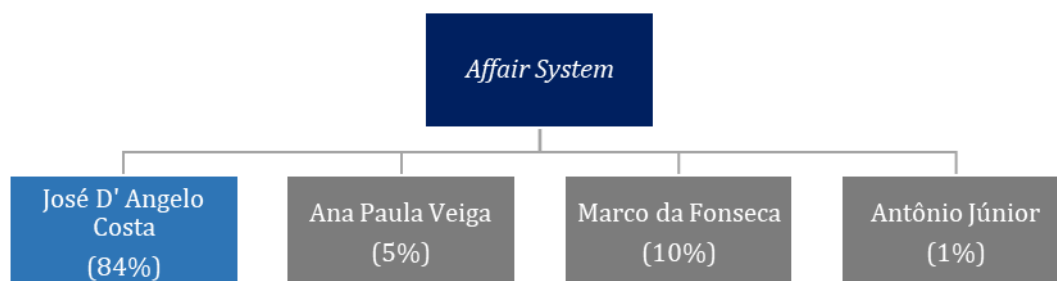 Affair System
José D' Angelo
Costa
(84%)
Ana Paula Veiga
(5%)
Marco da Fonseca
(10%)
Antônio Júnior
(1%)